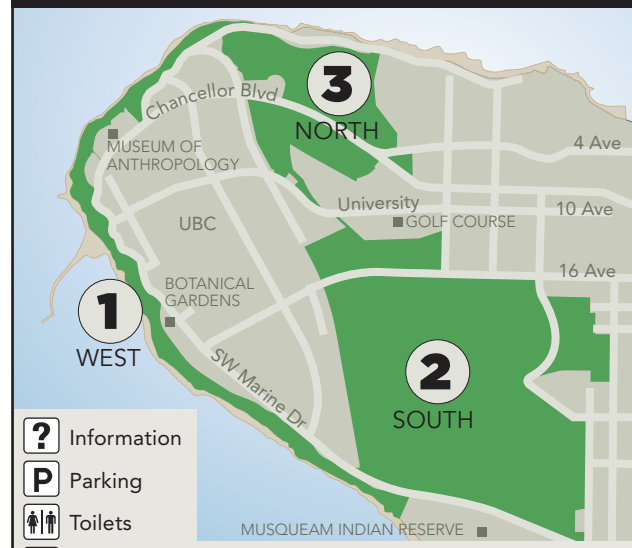 3
NORTH
Chancellor Blvd
4 Ave
MUSEUM OF
ANTHROPOLOGY
University
10 Ave
UBC
GOLF COURSE
16 Ave
BOTANICAL
GARDENS
1
WEST
2
SOUTH
SW Marine Dr
? Information
P Parking
Toilets
MUSQUEAM INDIAN RESERVE